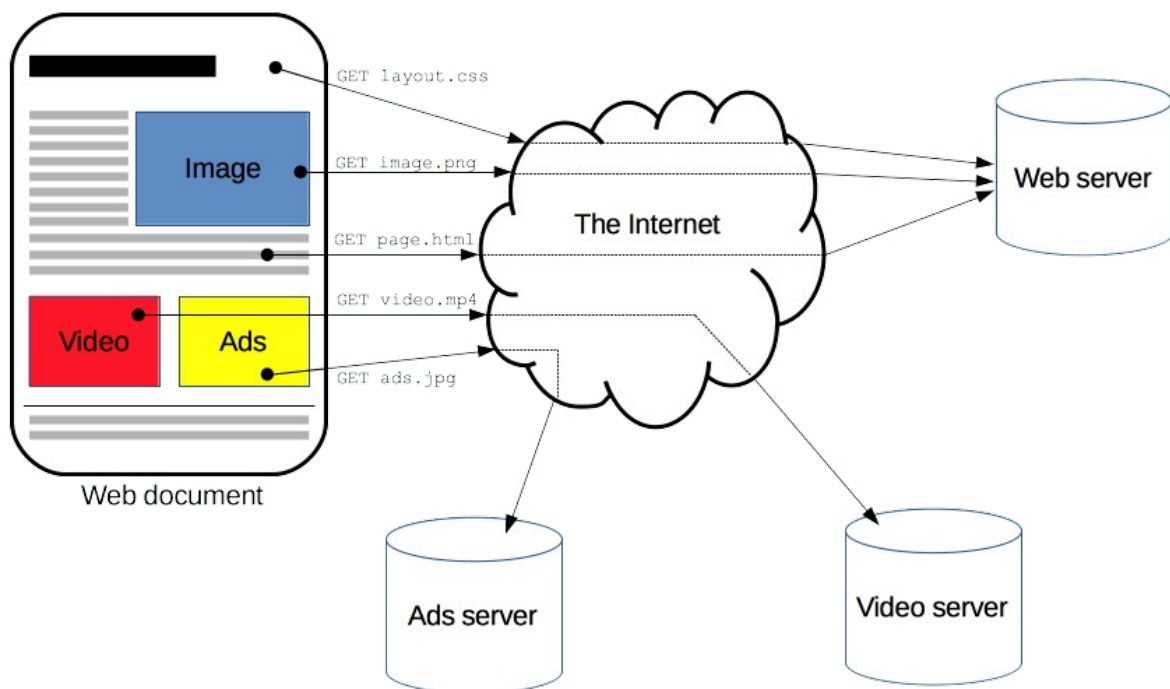 GET layout.css
Image
GET image.png
Web server
The Internet
GET page.html
GET video.mp4
Video
Ads
GET ads.jpg
Web document
Ads server
Video server